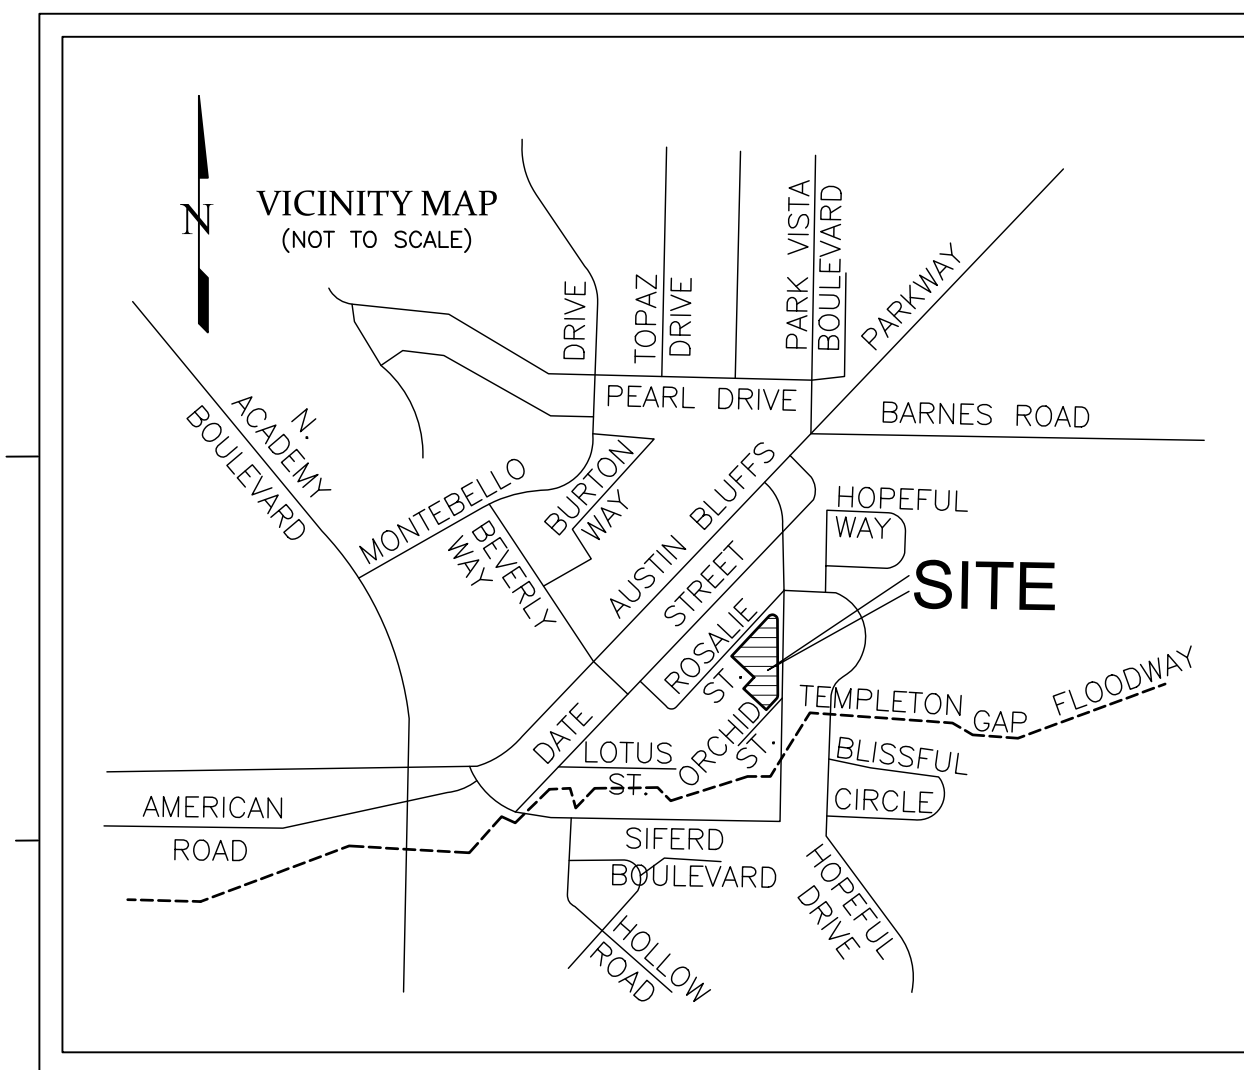 VICINITY MAP
(NOT TO SCALE)
N
DRIVE
TOPAZ
DRIVE
PARK VISTA
BOULEVARD
PARKWAY
PEARL DRIVE
BARNES ROAD
N.
ACADEMY
BOULEVARD
MONTEBELLO
BURTON
WAY
BEVERLY
WAY
AUSTIN BLUFFS
HOPEFUL
WAY
SITE
STREET
ROSALIE
ST.
DATE
ORCHID
ST.
LOTUS
ST.
TEMPLETON
GAP
FLOODWAY
BLISSFUL
CIRCLE
AMERICAN
ROAD
SIFERD
BOULEVARD
HOPEFUL
DRIVE
HOLLOW
ROAD